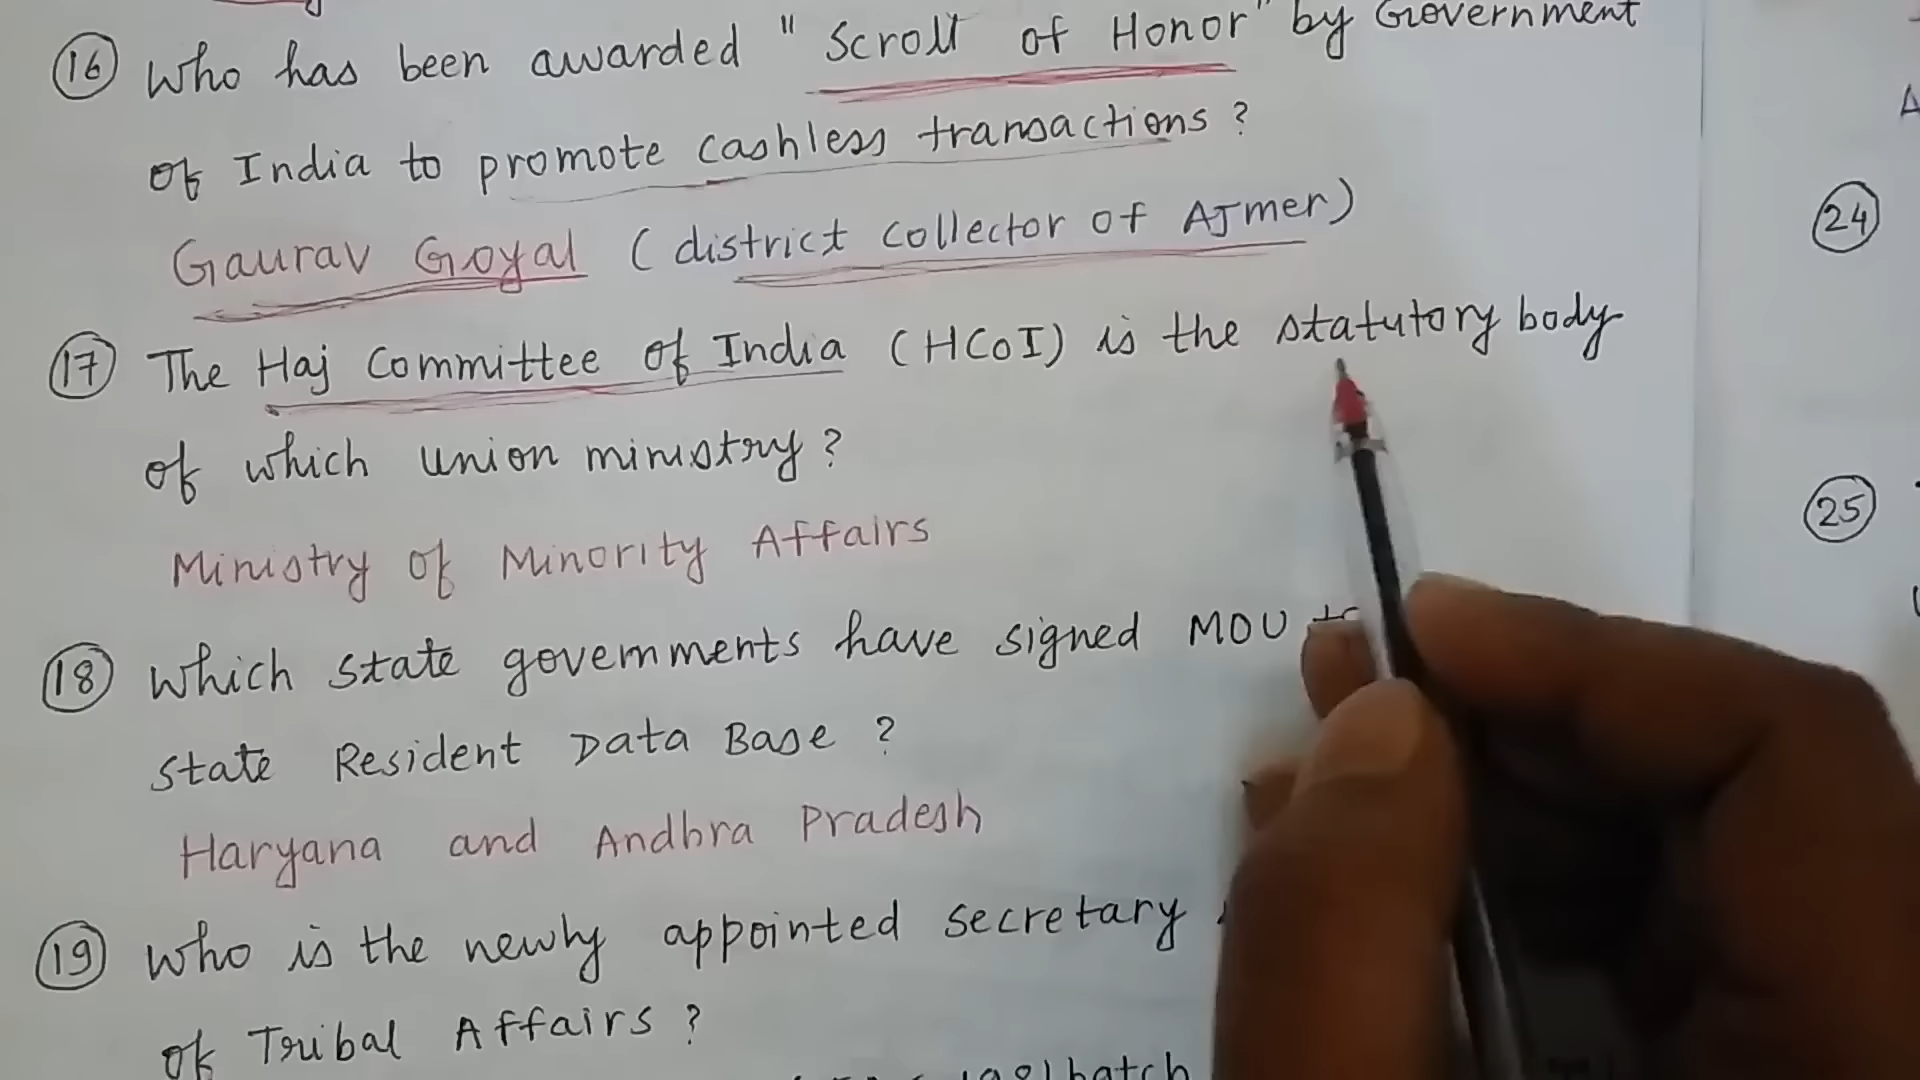 16 Who has been awarded "Scroll of Honor" by Government
of India to promote cashless transactions?
Gaurav Goyal (district collector of AJmer)
17 The Haj Committee of India (HCOI) is the statutory body
of which union ministry?
Ministry of Minority Affairs
18 Which state governments have signed MOU to
state Resident Data Base?
Haryana and Andhra Pradesh
19 Who is the newly appointed secretary
of Tribal Affairs?
batch
24
25